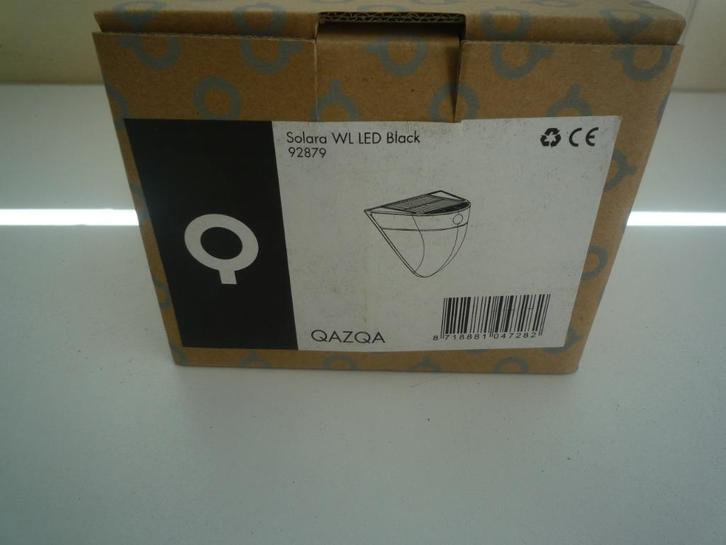 Solara WL LED Black
92879
CE
QAZQA
8 718881 047282